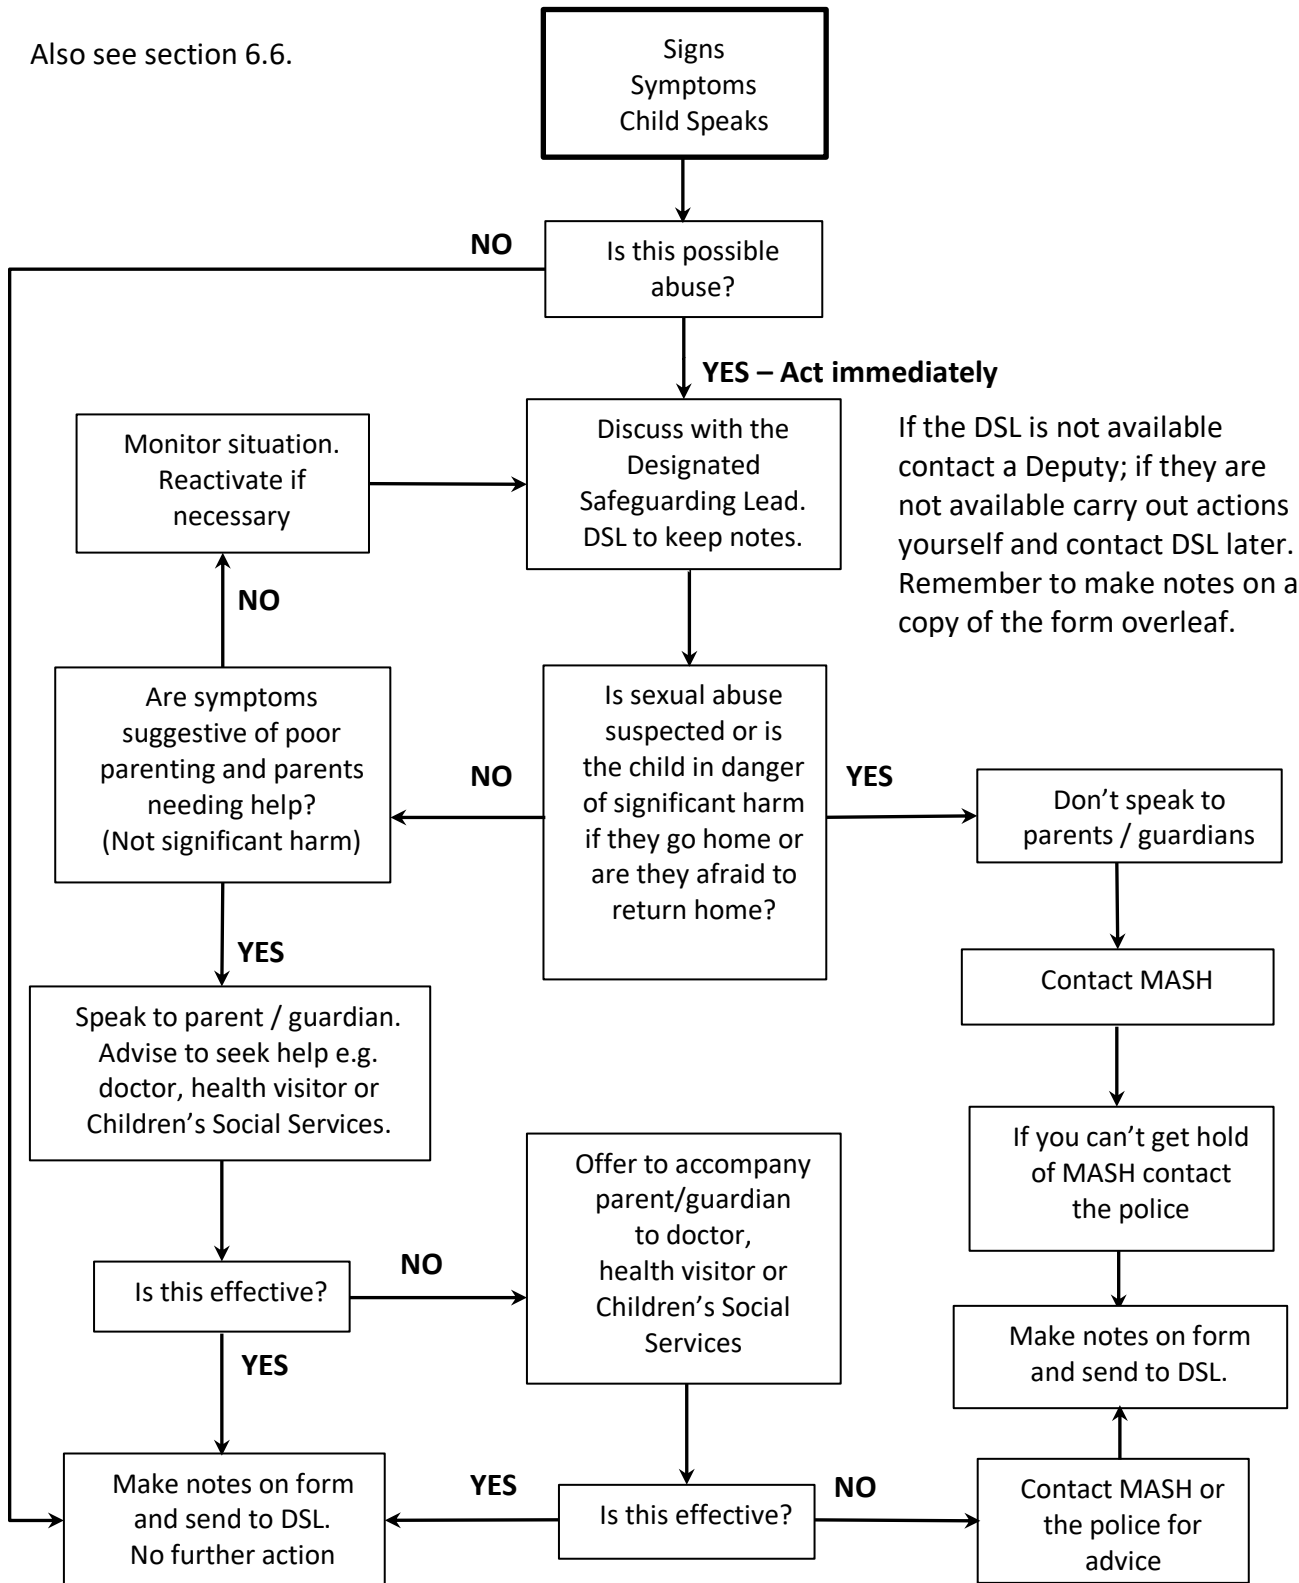 Also see section 6.6.
Signs
Symptoms
Child Speaks
NO
Is this possible
abuse?
YES – Act immediately
Monitor situation.
Reactivate if
necessary
Discuss with the
Designated
Safeguarding Lead.
DSL to keep notes.
If the DSL is not available
contact a Deputy; if they are
not available carry out actions
yourself and contact DSL later.
Remember to make notes on a
copy of the form overleaf.
NO
Are symptoms
suggestive of poor
parenting and parents
needing help?
(Not significant harm)
NO
Is sexual abuse
suspected or is
the child in danger
of significant harm
if they go home or
are they afraid to
return home?
YES
Don’t speak to
parents / guardians
YES
Contact MASH
Speak to parent / guardian.
Advise to seek help e.g.
doctor, health visitor or
Children’s Social Services.
If you can’t get hold
of MASH contact
the police
Offer to accompany
parent/guardian
to doctor,
health visitor or
Children’s Social
Services
Is this effective?
NO
YES
Make notes on form
and send to DSL.
Make notes on form
and send to DSL.
No further action
YES
Is this effective?
NO
Contact MASH or
the police for
advice